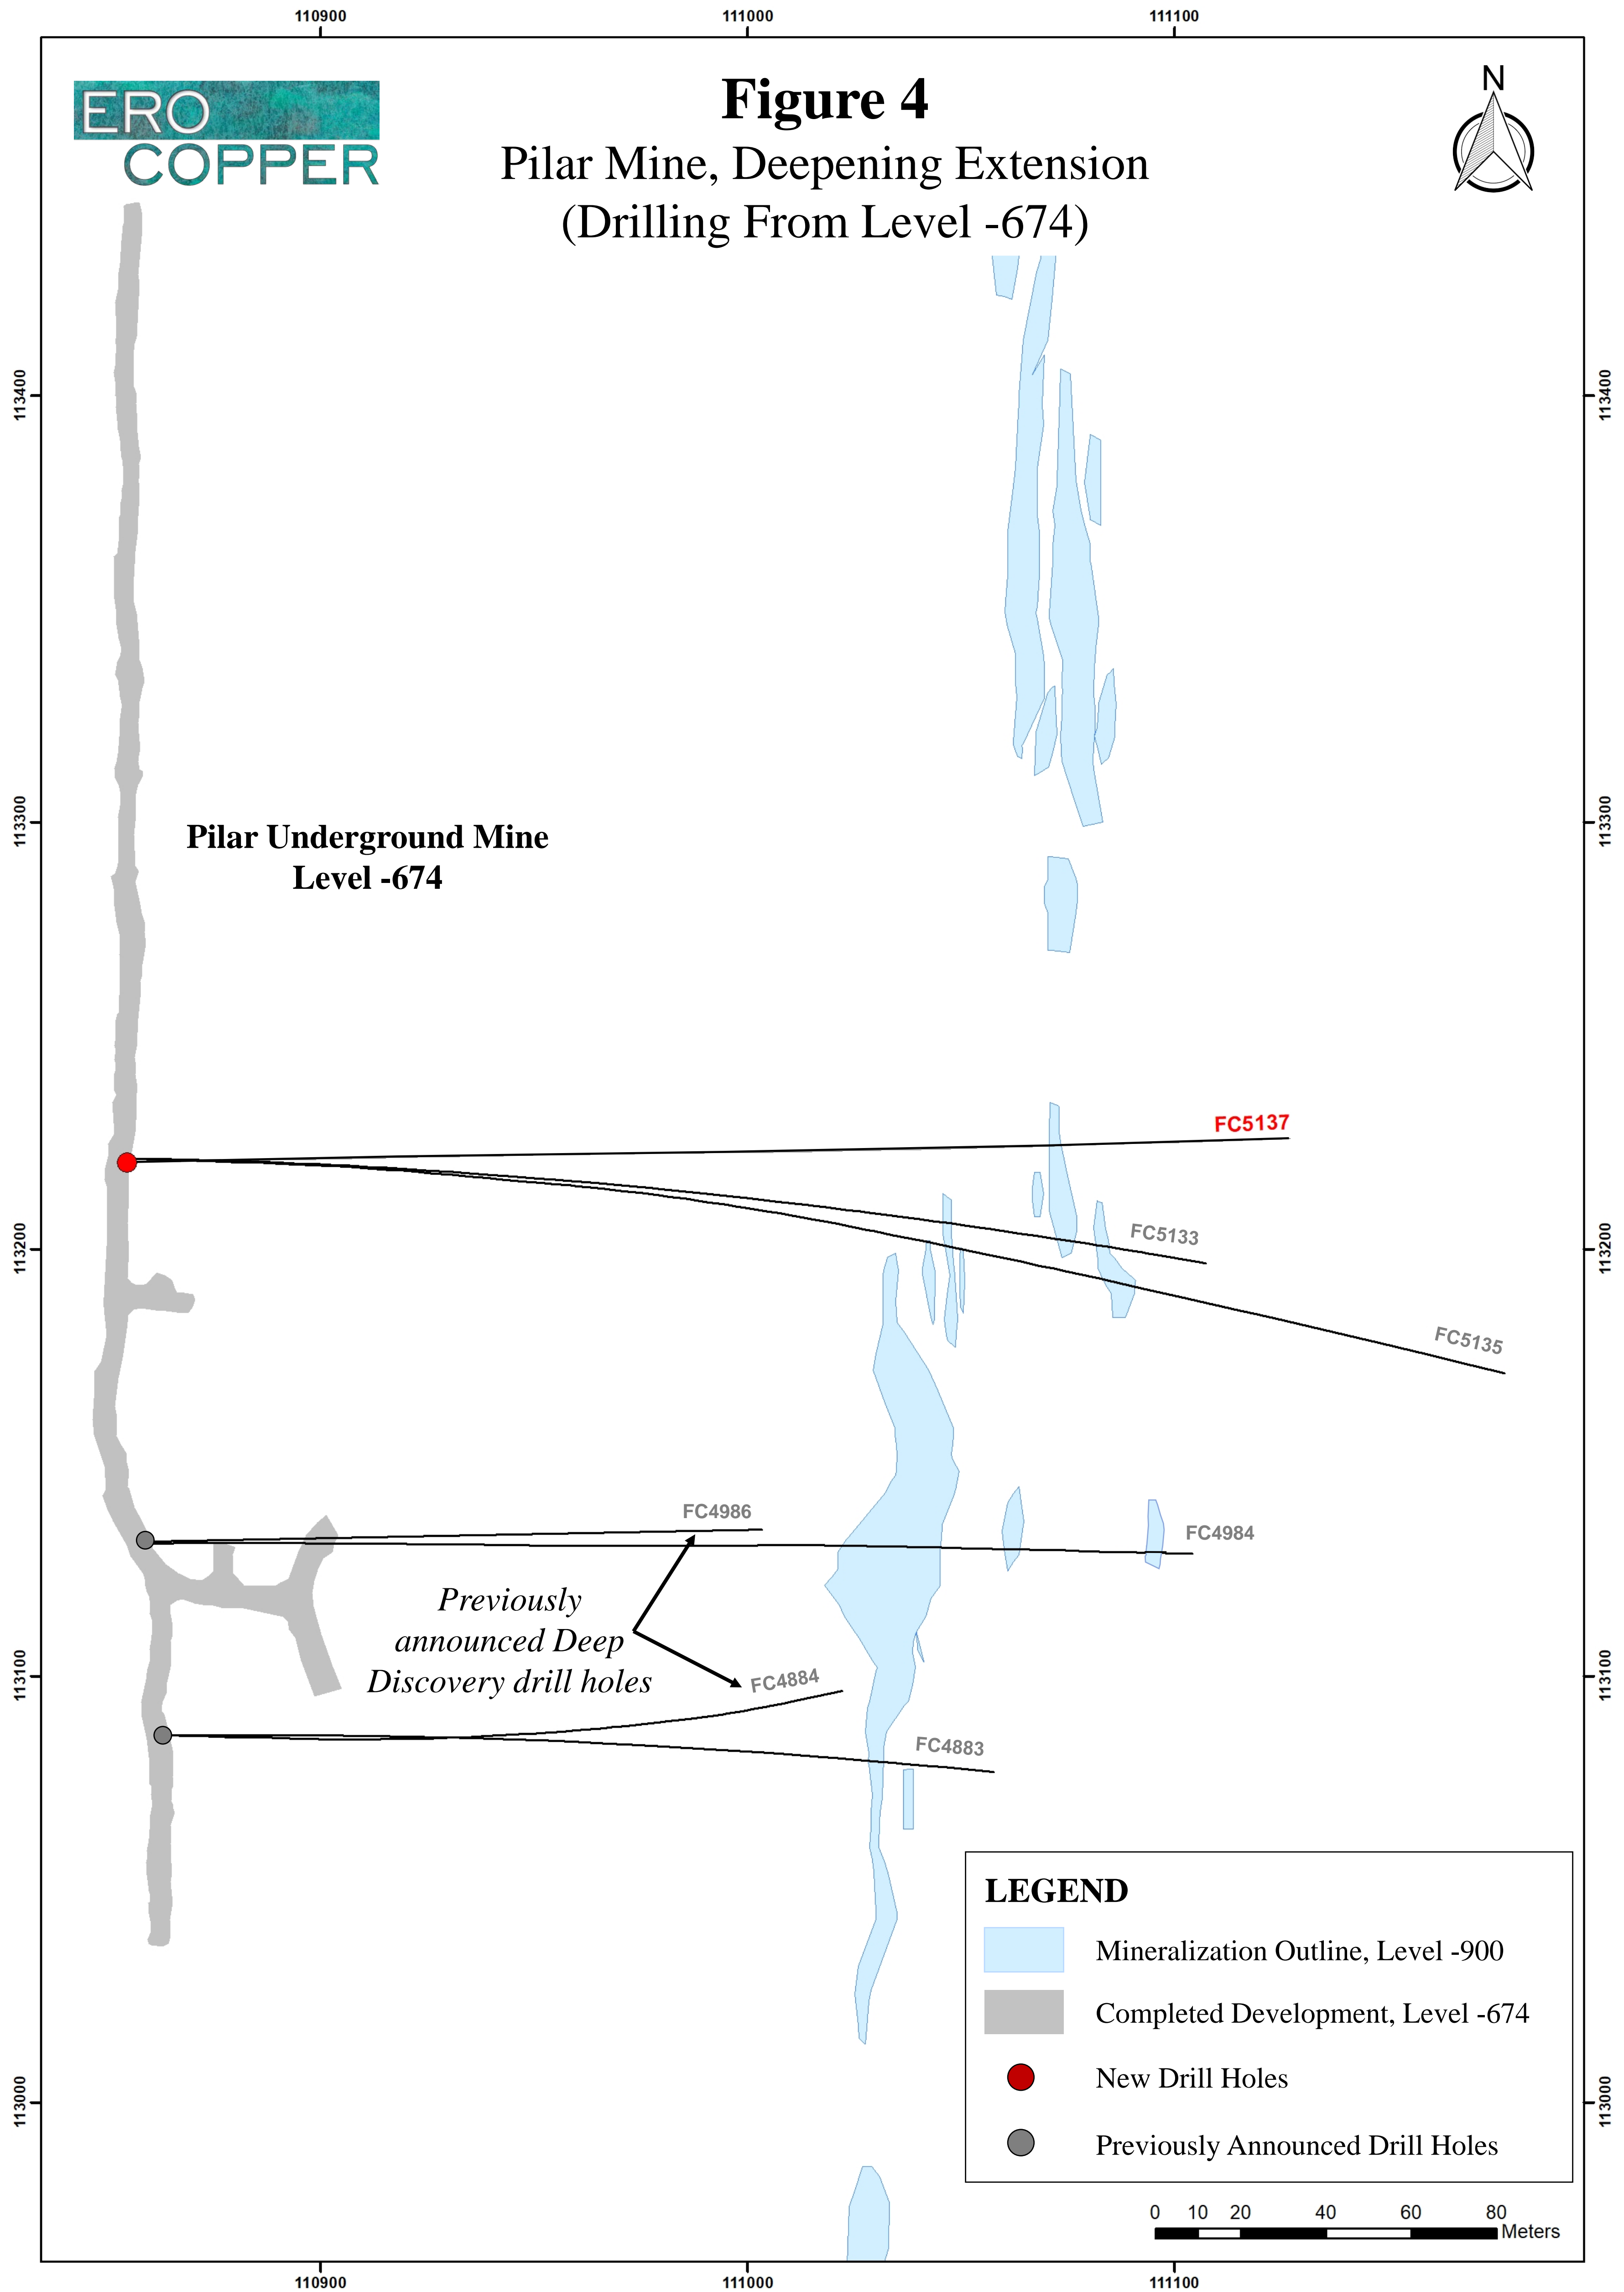 110900
111000
111100
ERO
COPPER
Figure 4
Pilar Mine, Deepening Extension
(Drilling From Level -674)
N
113400
113400
113300
113300
Pilar Underground Mine
Level -674
FC5137
FC5133
113200
113200
FC5135
FC4986
FC4984
Previously
announced Deep
Discovery drill holes
FC4884
113100
113100
FC4883
LEGEND
Mineralization Outline, Level -900
Completed Development, Level -674
New Drill Holes
Previously Announced Drill Holes
113000
113000
0 10 20 40 60 80
Meters
110900
111000
111100